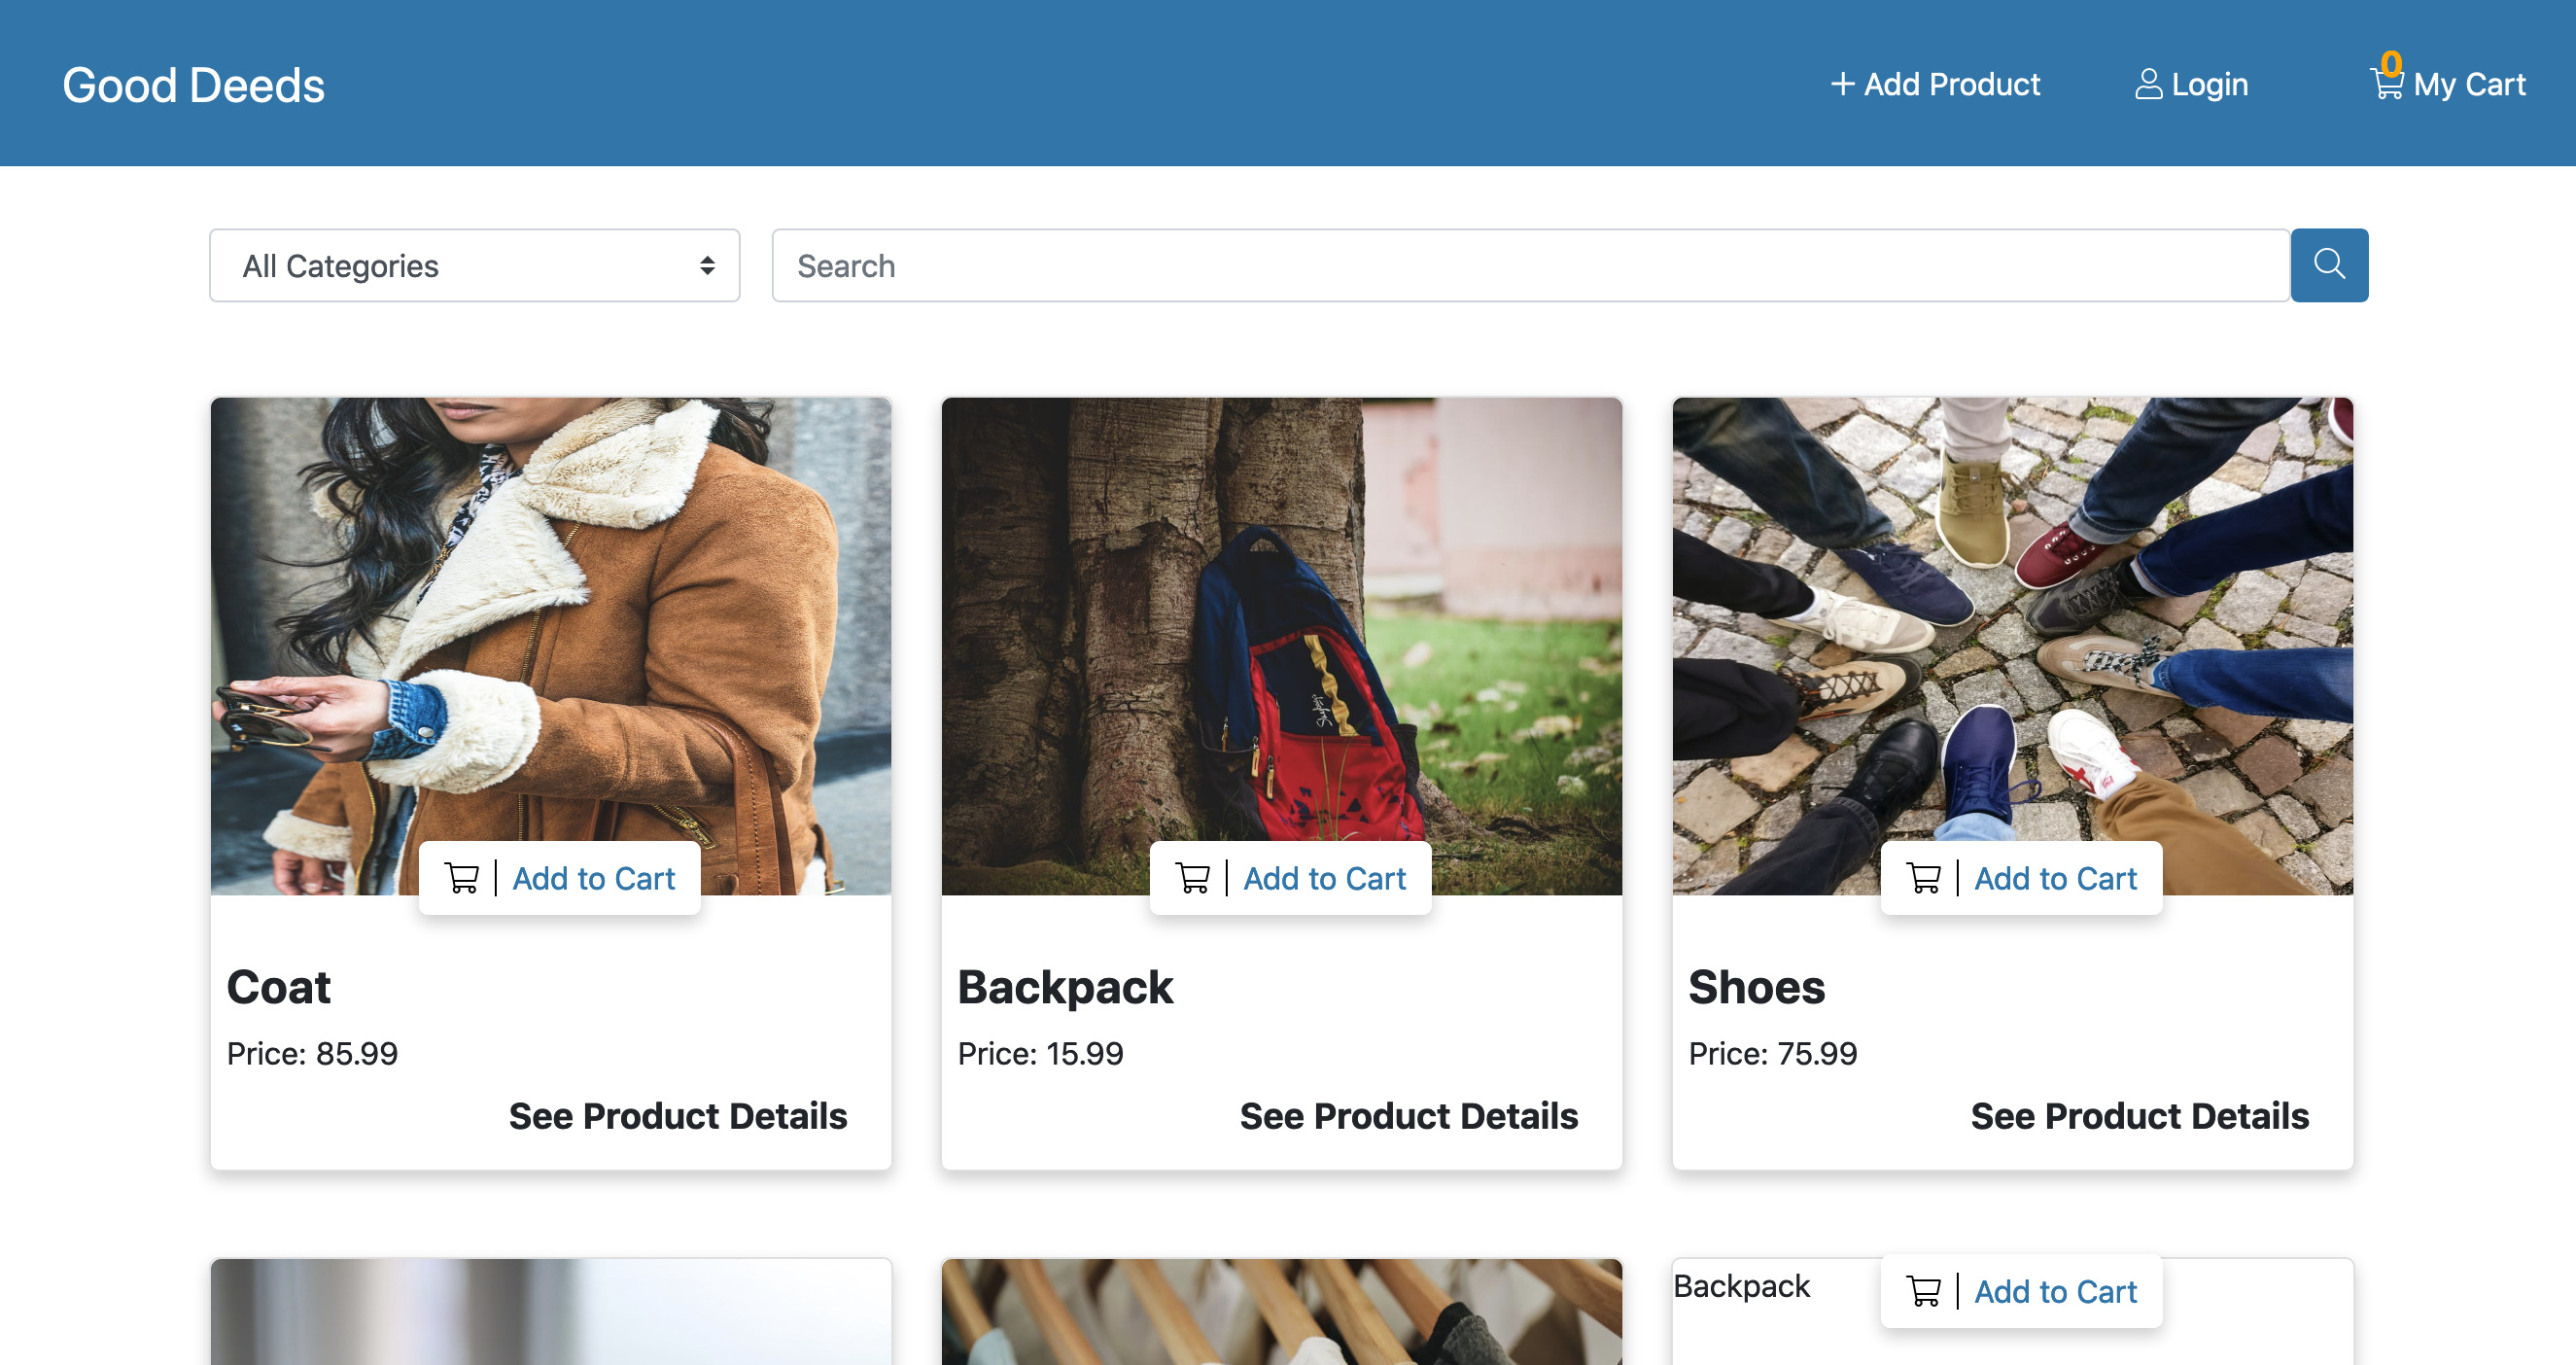 Good Deeds
+ Add Product
Login
0
My Cart
All Categories
Search
Add to Cart
Add to Cart
Add to Cart
Coat
Backpack
Shoes
Price: 85.99
Price: 15.99
Price: 75.99
See Product Details
See Product Details
See Product Details
Backpack
Add to Cart